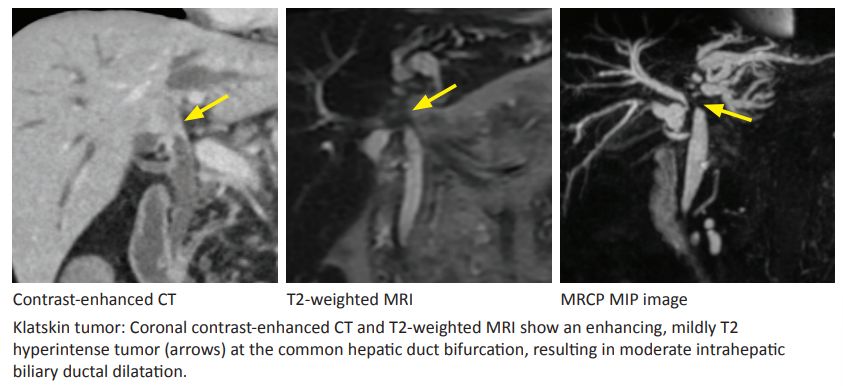 Contrast-enhanced CT
T2-weighted MRI
MRCP MIP image
Klatskin tumor: Coronal contrast-enhanced CT and T2-weighted MRI show an enhancing, mildly T2
hyperintense tumor (arrows) at the common hepatic duct bifurcation, resulting in moderate intrahepatic
biliary ductal dilatation.